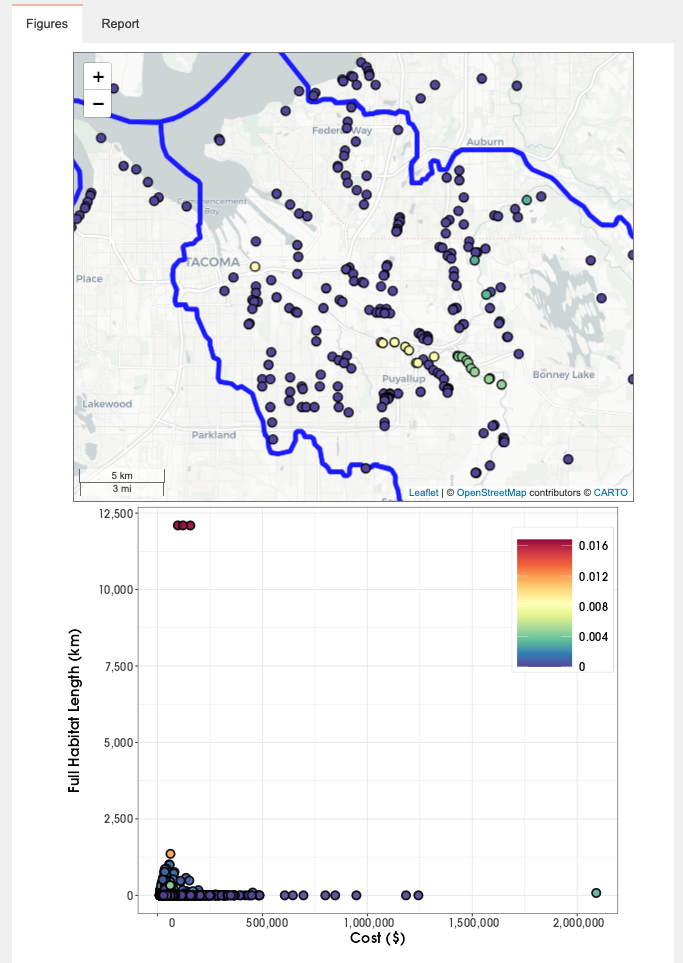 Figures Report
+
−
Federal Way
Auburn
Commencement
Bay
TACOMA
Place
Bonney Lake
Puyallup
Lakewood
Parkland
5 km
3 mi
Leaflet | © OpenStreetMap contributors © CARTO
12,500
10,000
7,500
5,000
2,500
0
Full Habitat Length (km)
0.016
0.012
0.008
0.004
0
0 500,000 1,000,000 1,500,000 2,000,000
Cost ($)